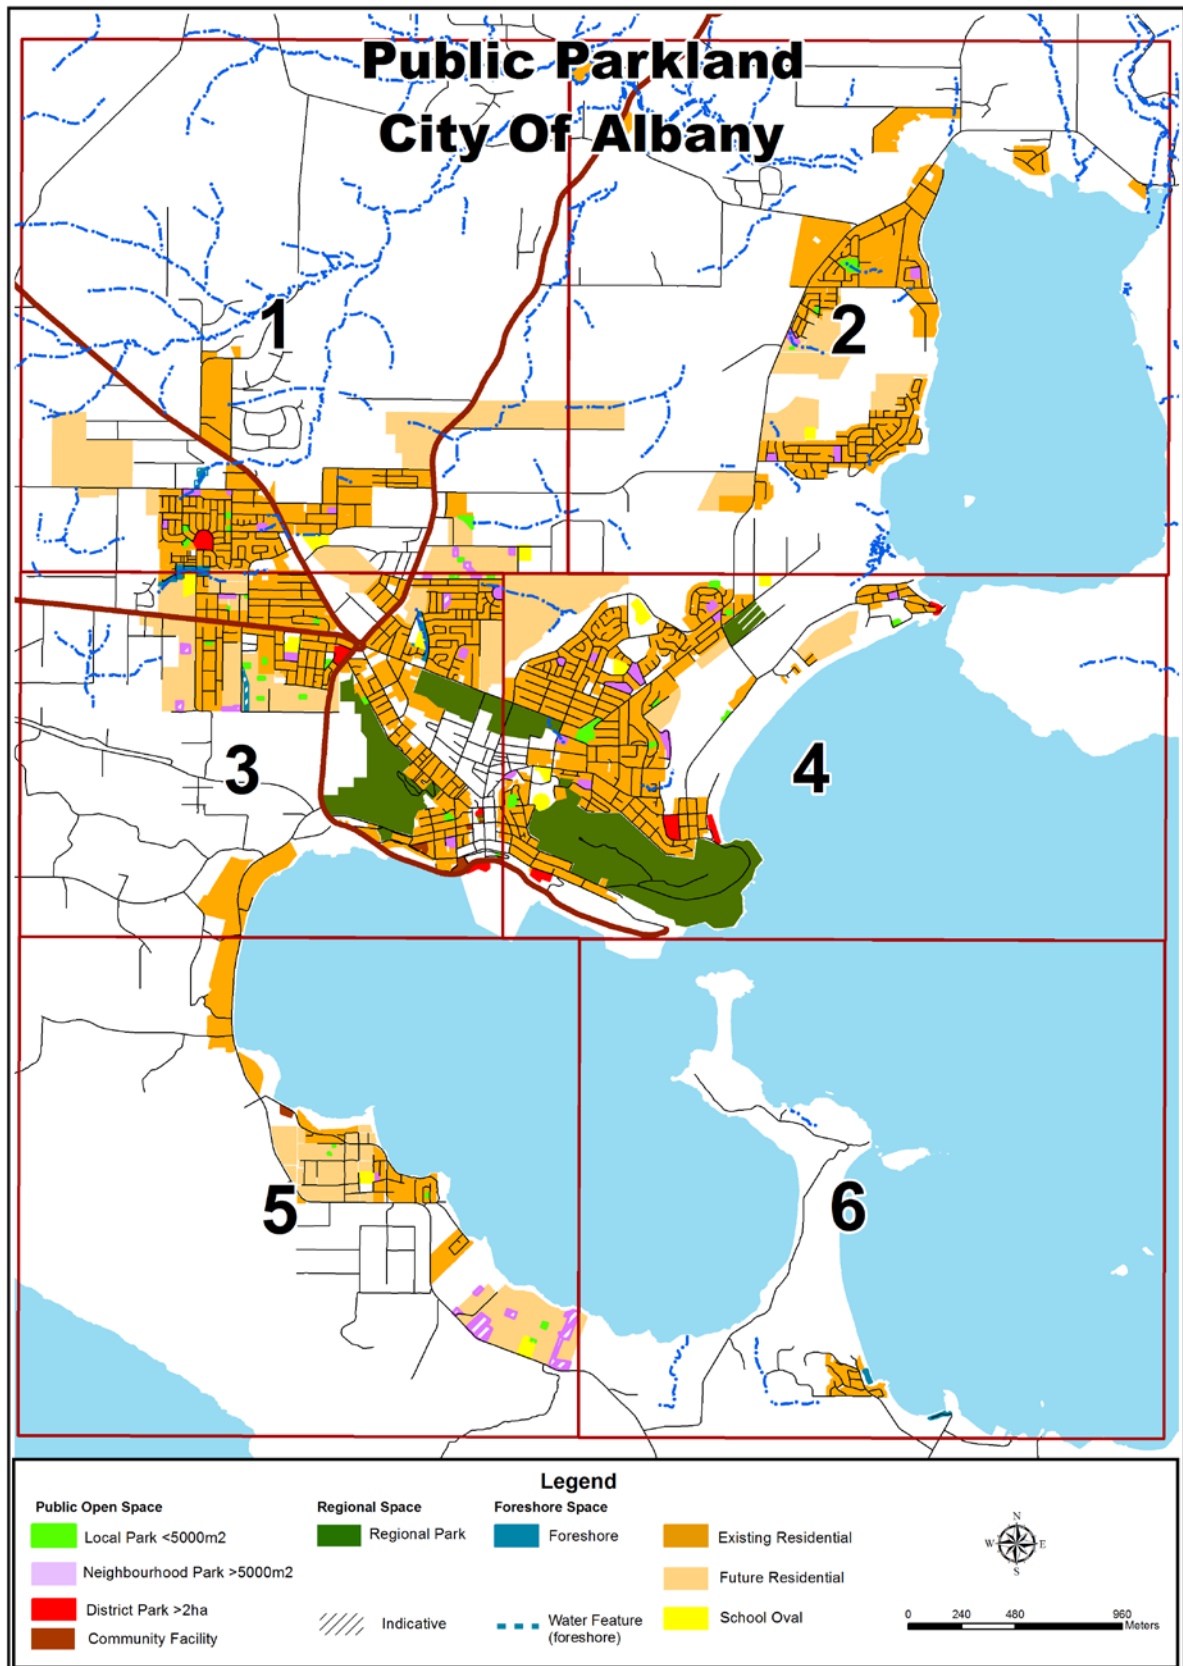 Public Parkland
City Of Albany
1
2
3
4
5
6
Legend
Public Open Space
Local Park <5000m2
Neighbourhood Park >5000m2
District Park >2ha
Community Facility
Regional Space
Regional Park
Indicative
Foreshore Space
Foreshore
Water Feature
(foreshore)
Existing Residential
Future Residential
School Oval
N
W E
S
0 240 480 960
Meters